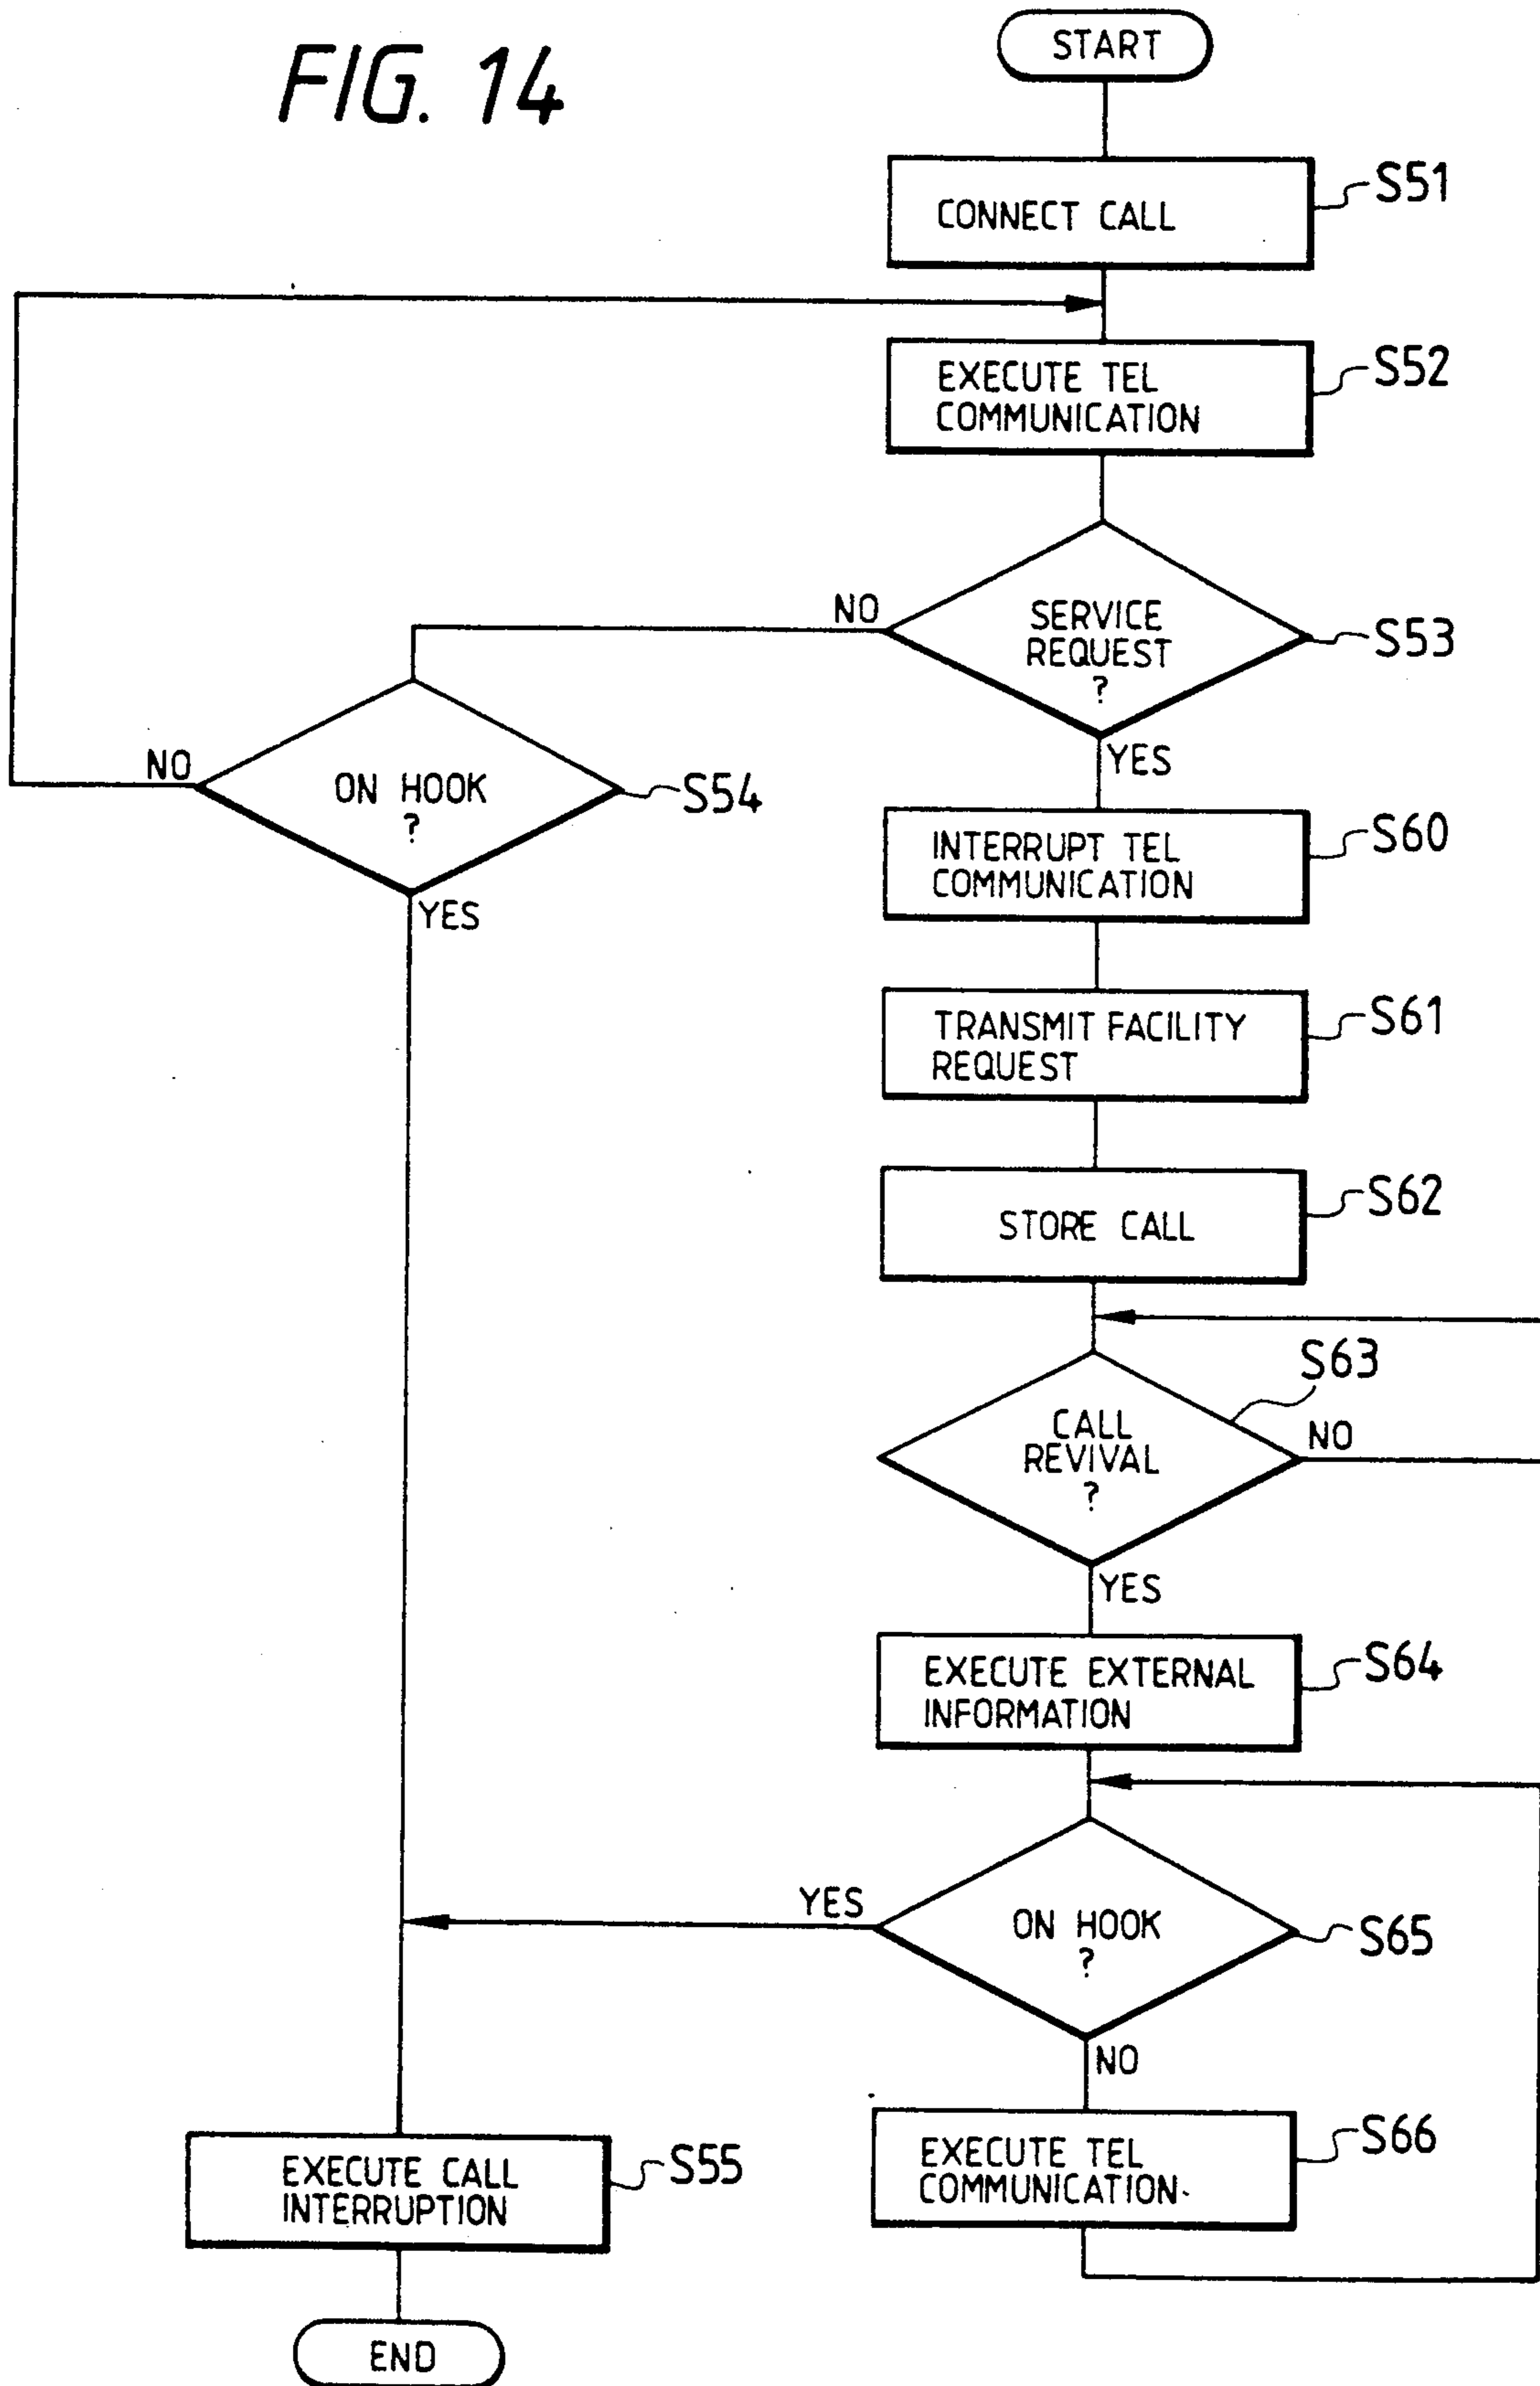 FIG. 14
START
CONNECT CALL
S51
EXECUTE TEL
COMMUNICATION
S52
NO
SERVICE
REQUEST
?
S53
YES
NO
ON HOOK
?
S54
YES
INTERRUPT TEL
COMMUNICATION
S60
TRANSMIT FACILITY
REQUEST
S61
STORE CALL
S62
S63
CALL
REVIVAL
?
NO
YES
EXECUTE EXTERNAL
INFORMATION
S64
YES
ON HOOK
?
S65
NO
EXECUTE TEL
COMMUNICATION
S66
EXECUTE CALL
INTERRUPTION
S55
END